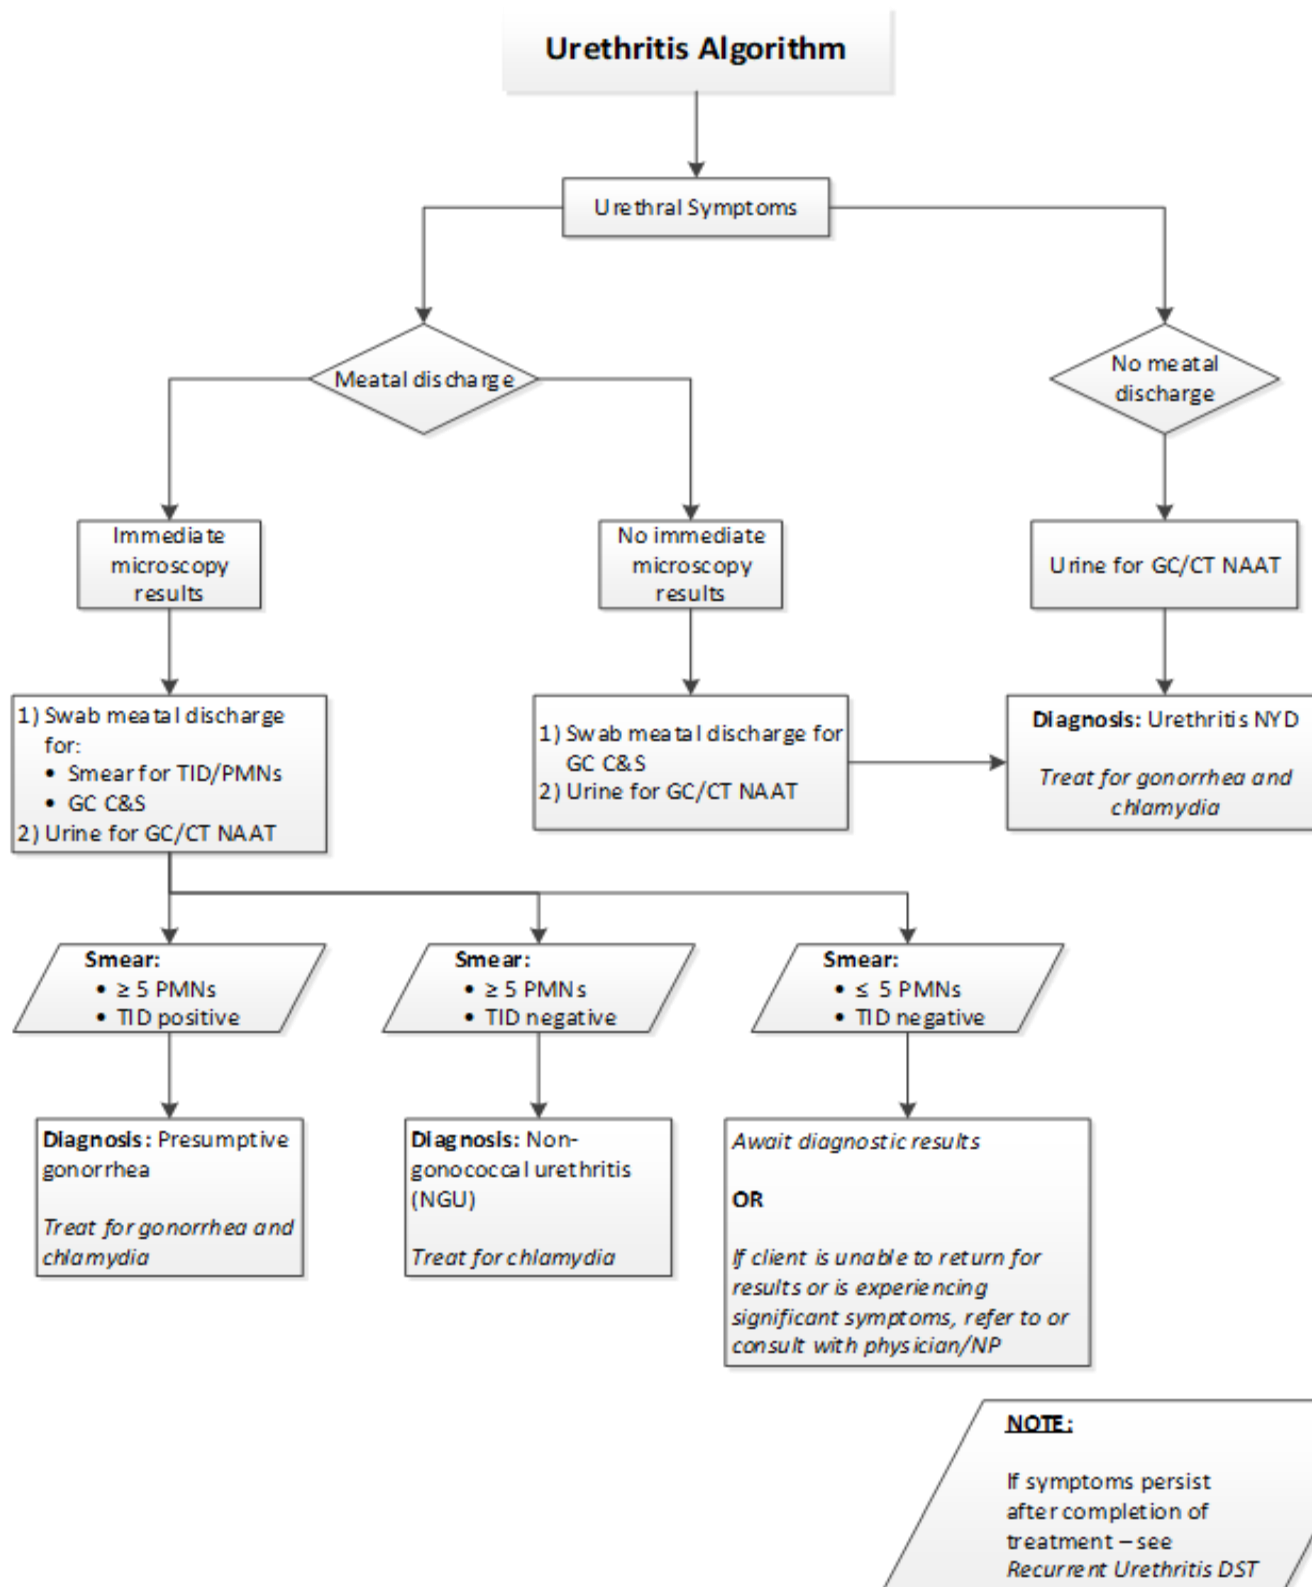 Urethritis Algorithm
Urethral Symptoms
Meatal discharge
No meatal
discharge
Immediate
microscopy
results
No immediate
microscopy
results
Urine for GC/CT NAAT
1) Swab meatal discharge
for:
• Smear for TID/PMNs
• GC C&S
2) Urine for GC/CT NAAT
1) Swab meatal discharge for
GC C&S
2) Urine for GC/CT NAAT
Diagnosis: Urethritis NYD
Treat for gonorrhea and
chlamydia
Smear:
• ≥ 5 PMNs
• TID positive
Smear:
• ≥ 5 PMNs
• TID negative
Smear:
• ≤ 5 PMNs
• TID negative
Diagnosis: Presumptive
gonorrhea
Treat for gonorrhea and
chlamydia
Diagnosis: Non-
gonococcal urethritis
(NGU)
Treat for chlamydia
Await diagnostic results
OR
If client is unable to return for
results or is experiencing
significant symptoms, refer to or
consult with physician/NP
NOTE:
If symptoms persist
after completion of
treatment – see
Recurrent Urethritis DST